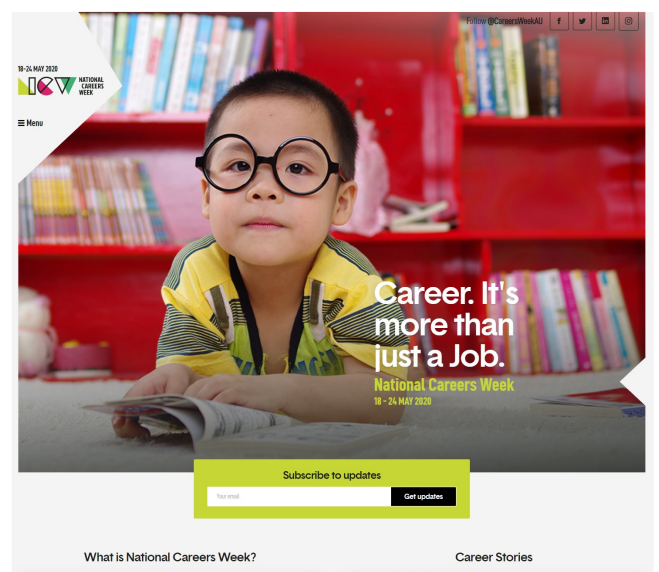 Follow @CareersWeekAU
18-24 MAY 2020
NCW
NATIONAL
CAREERS
WEEK
☰ Menu
Career. It's
more than
just a Job.
National Careers Week
18 - 24 MAY 2020
Subscribe to updates
Your email
Get updates
What is National Careers Week?
Career Stories